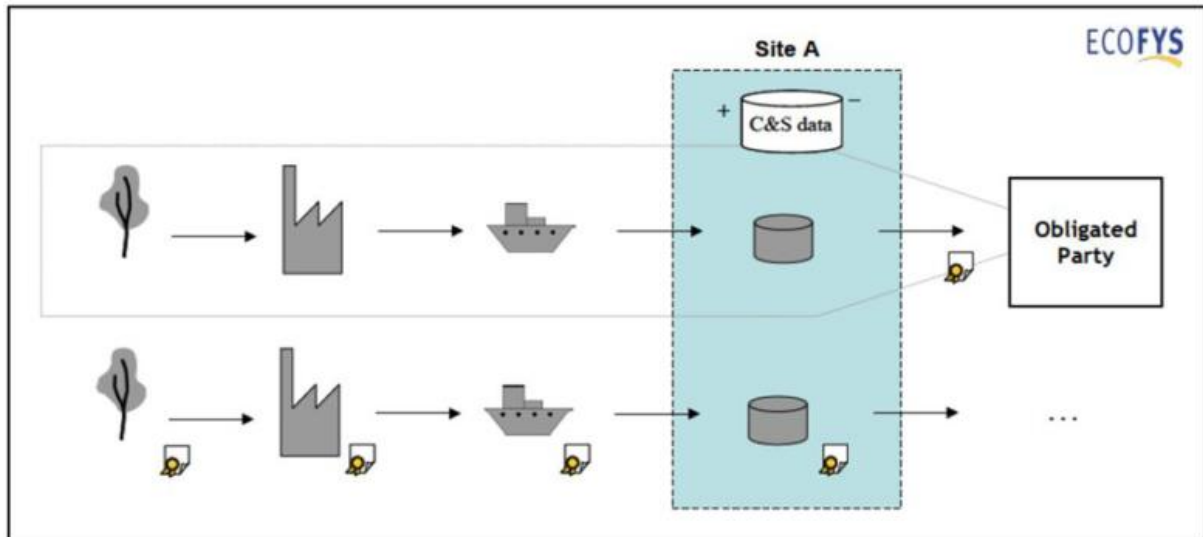 ECOFYS
Site A
+
−
C&S data
Obligated
Party
...